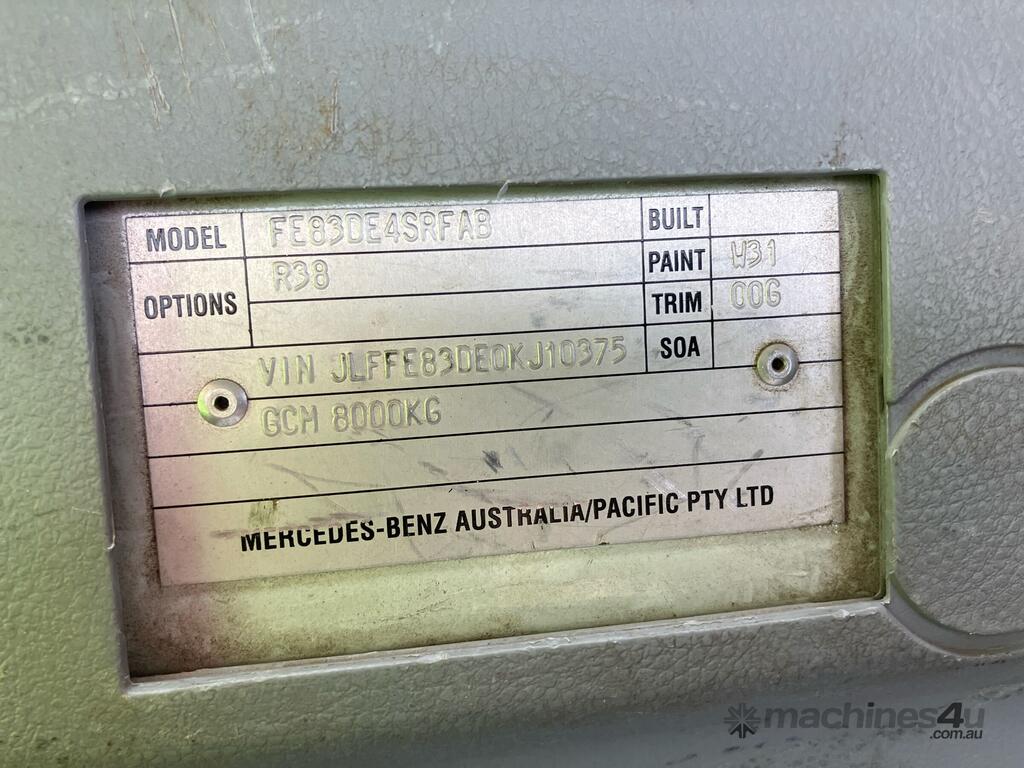 MODEL FE83DE4SRFAB BUILT
OPTIONS R38 PAINT W31
TRIM 00G
VIN JLFFE83DE0KJ10375 SOA
GCM 8000KG
MERCEDES-BENZ AUSTRALIA/PACIFIC PTY LTD
machines4u
.com.au